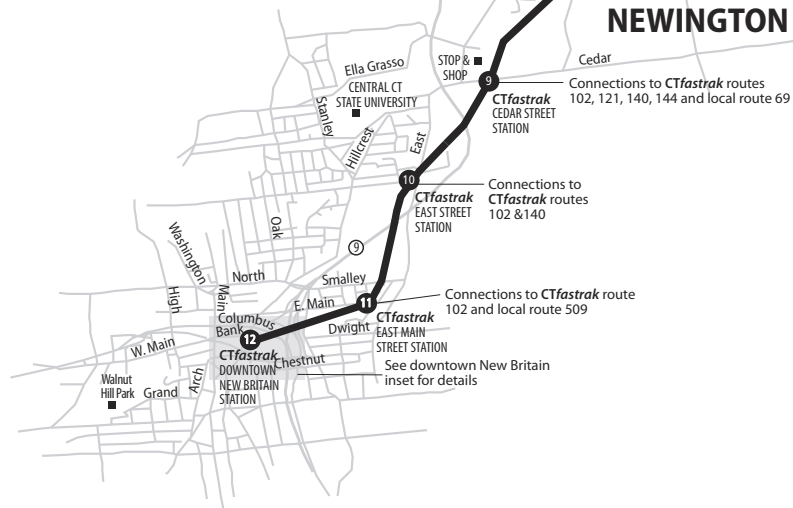 NEWINGTON
Cedar
STOP &
SHOP
Ella Grasso
CENTRAL CT
STATE UNIVERSITY
Stanley
Hillcrest
East
9
CTfastrak
CEDAR STREET
STATION
Connections to CTfastrak routes
102, 121, 140, 144 and local route 69
10
CTfastrak
EAST STREET
STATION
Connections to
CTfastrak routes
102 &140
Oak
9
Washington
High
North
Main
Smalley
E. Main
11
CTfastrak
EAST MAIN
STREET STATION
Connections to CTfastrak route
102 and local route 509
Columbus
Bank
Dwight
12
CTfastrak
DOWNTOWN
NEW BRITAIN
STATION
Chestnut
See downtown New Britain
inset for details
W. Main
Walnut
Hill Park
Grand
Arch